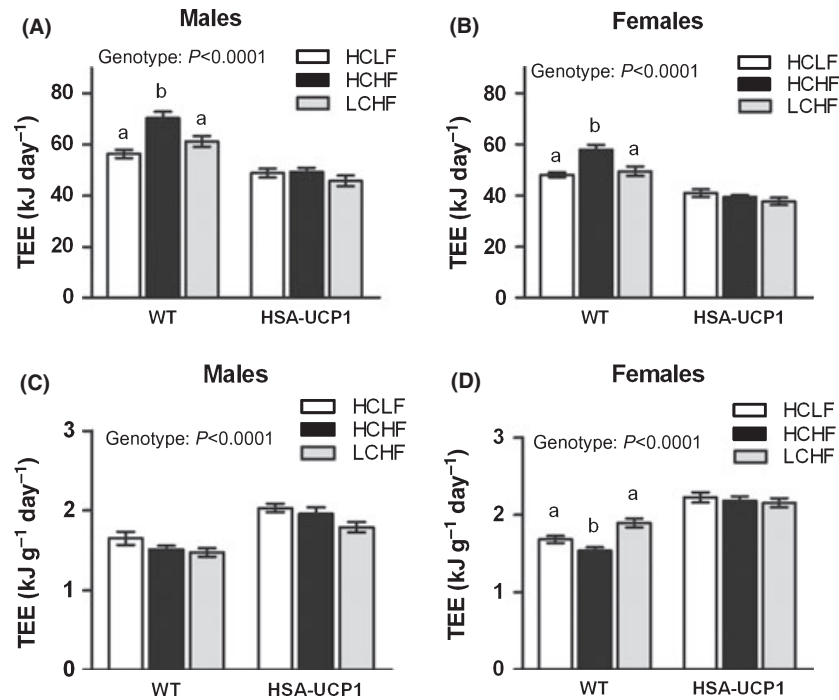 (A)
Males
Genotype: P<0.0001
HCLF
HCHF
LCHF
TEE (kJ day⁻¹)
80
60
40
20
0
a
b
a
WT
HSA-UCP1
(B)
Females
Genotype: P<0.0001
HCLF
HCHF
LCHF
TEE (kJ day⁻¹)
80
60
40
20
0
a
b
a
WT
HSA-UCP1
(C)
Males
Genotype: P<0.0001
HCLF
HCHF
LCHF
TEE (kJ g⁻¹ day⁻¹)
3
2
1
0
WT
HSA-UCP1
(D)
Females
Genotype: P<0.0001
HCLF
HCHF
LCHF
TEE (kJ g⁻¹ day⁻¹)
3
2
1
0
a
b
a
WT
HSA-UCP1